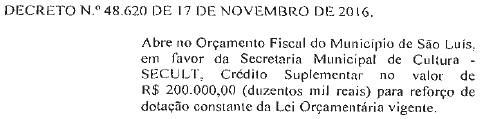 DECRETO N.º 48.620 DE 17 DE NOVEMBRO DE 2016.
Abre no Orçamento Fiscal do Município de São Luís,
em favor da Secretaria Municipal de Cultura -
SECULT, Crédito Suplementar no valor de
R$ 200.000,00 (duzentos mil reais) para reforço de
dotação constante da Lei Orçamentária vigente.